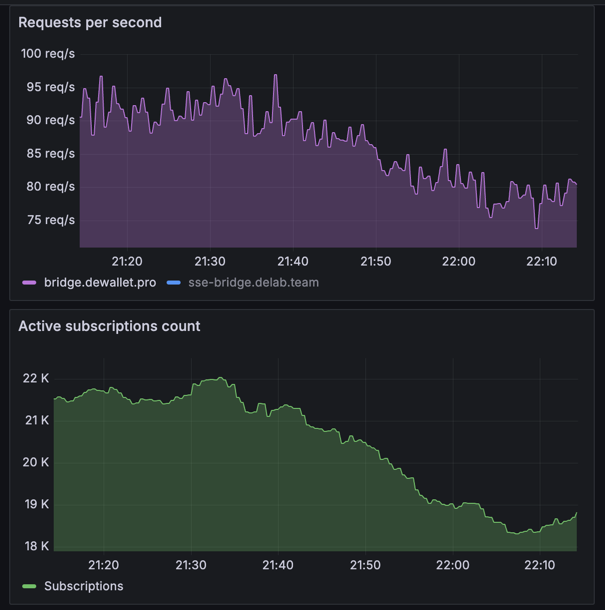 Requests per second
100 req/s
95 req/s
90 req/s
85 req/s
80 req/s
75 req/s
21:20 21:30 21:40 21:50 22:00 22:10
bridge.dewallet.pro sse-bridge.delab.team
Active subscriptions count
22 K
21 K
20 K
19 K
18 K
21:20 21:30 21:40 21:50 22:00 22:10
Subscriptions